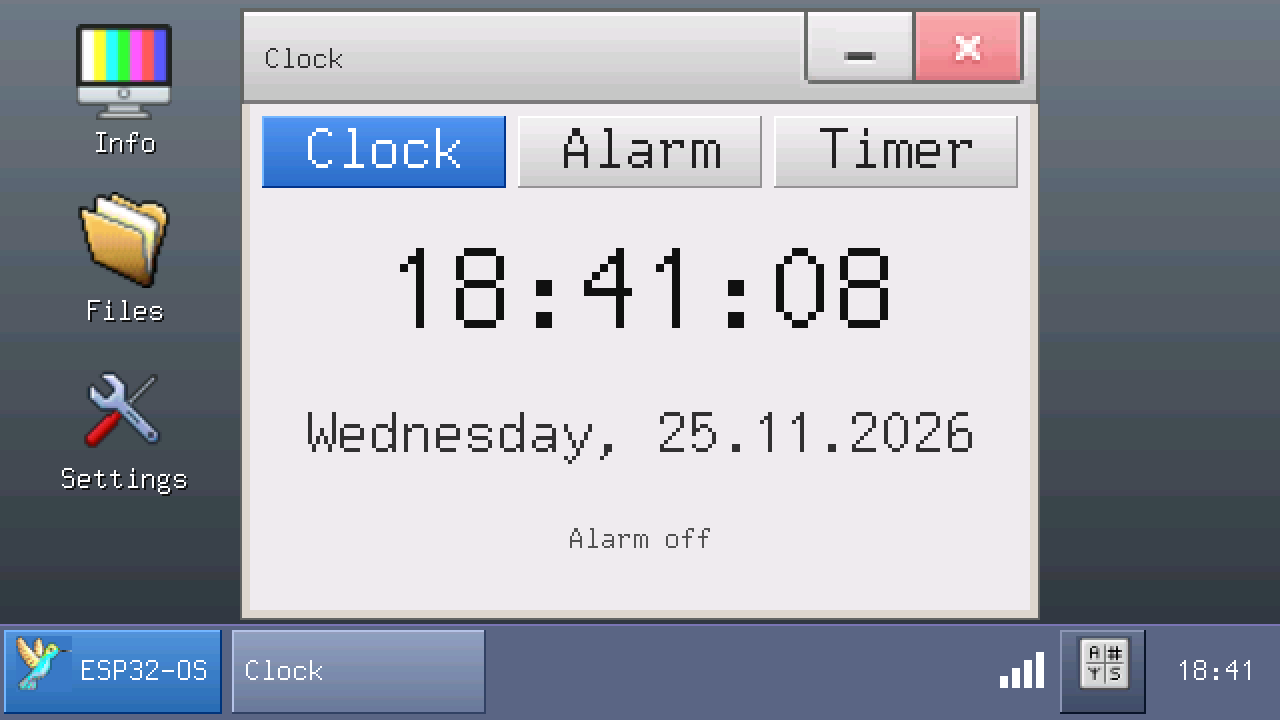 Info
Files
Settings
Clock
Clock Alarm Timer
18:41:08
Wednesday, 25.11.2026
Alarm off
ESP32-OS
Clock
A #
Y S
18:41